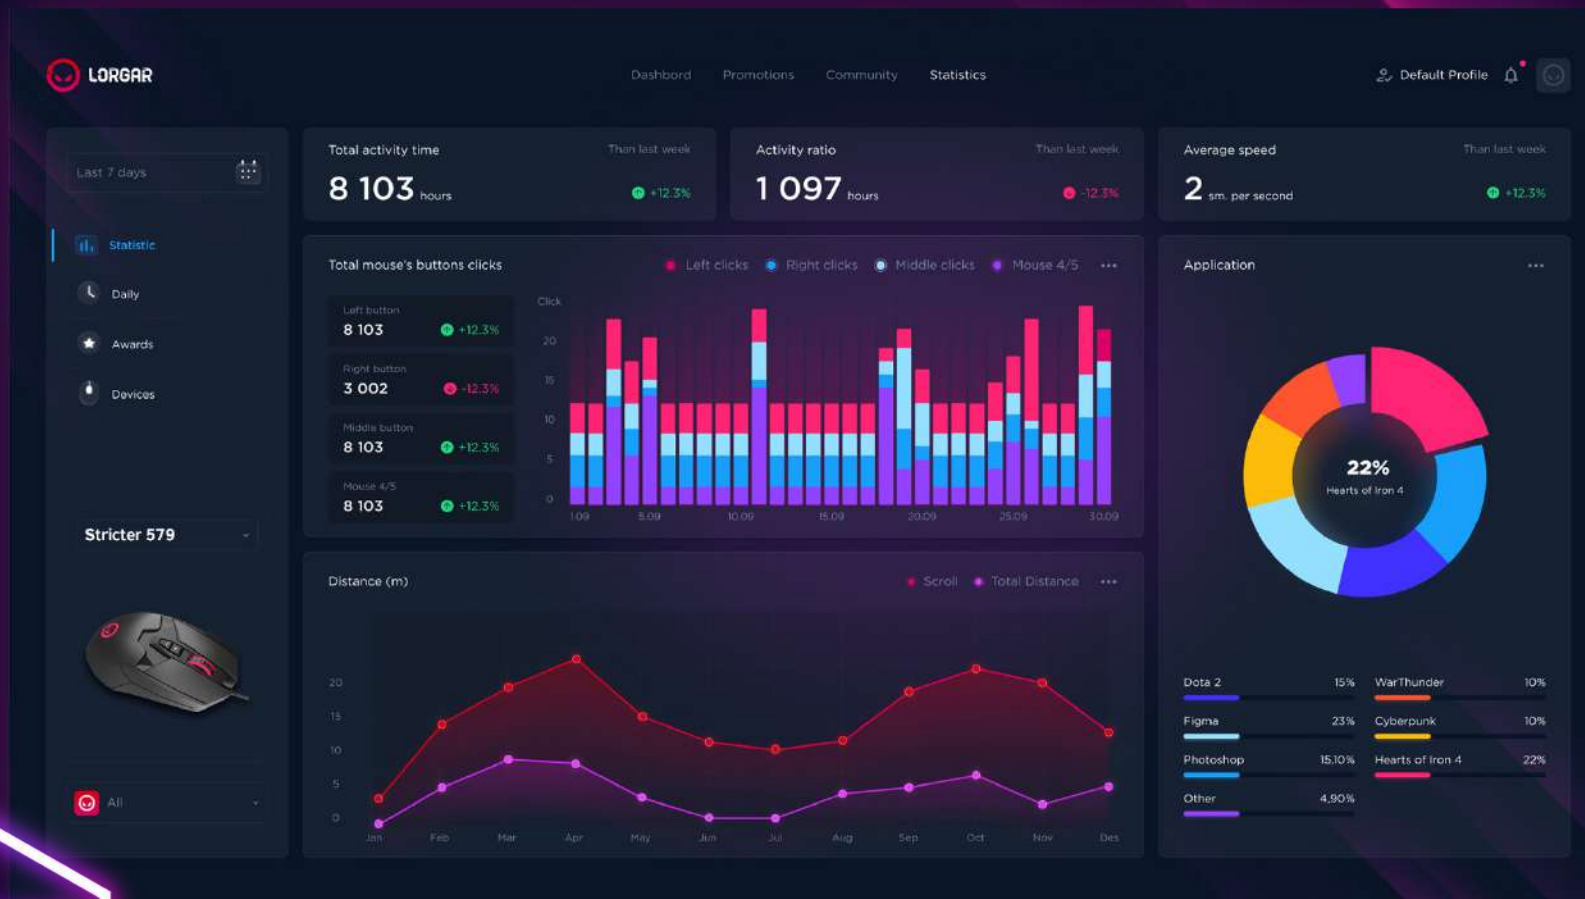 LORGAR
Dashbord Promotions Community Statistics
Default Profile
Last 7 days
Statistic
Daily
Awards
Devices
Stricter 579
All
Total activity time Than last week
8 103 hours +12.3%
Activity ratio Than last week
1 097 hours -12.3%
Average speed Than last week
2 sm. per second +12.3%
Total mouse's buttons clicks Left clicks Right clicks Middle clicks Mouse 4/5
Left button
8 103 +12.3%
Right button
3 002 -12.3%
Middle button
8 103 +12.3%
Mouse 4/5
8 103 +12.3%
Click
20
15
10
5
0
1.09 5.09 10.09 15.09 20.09 25.09 30.09
Distance (m) Scroll Total Distance
20
15
10
5
0
Jan Feb Mar Apr May Jun Jul Aug Sep Oct Nov Des
Application
22%
Hearts of Iron 4
Dota 2 15% WarThunder 10%
Figma 23% Cyberpunk 10%
Photoshop 15,10% Hearts of Iron 4 22%
Other 4,90%